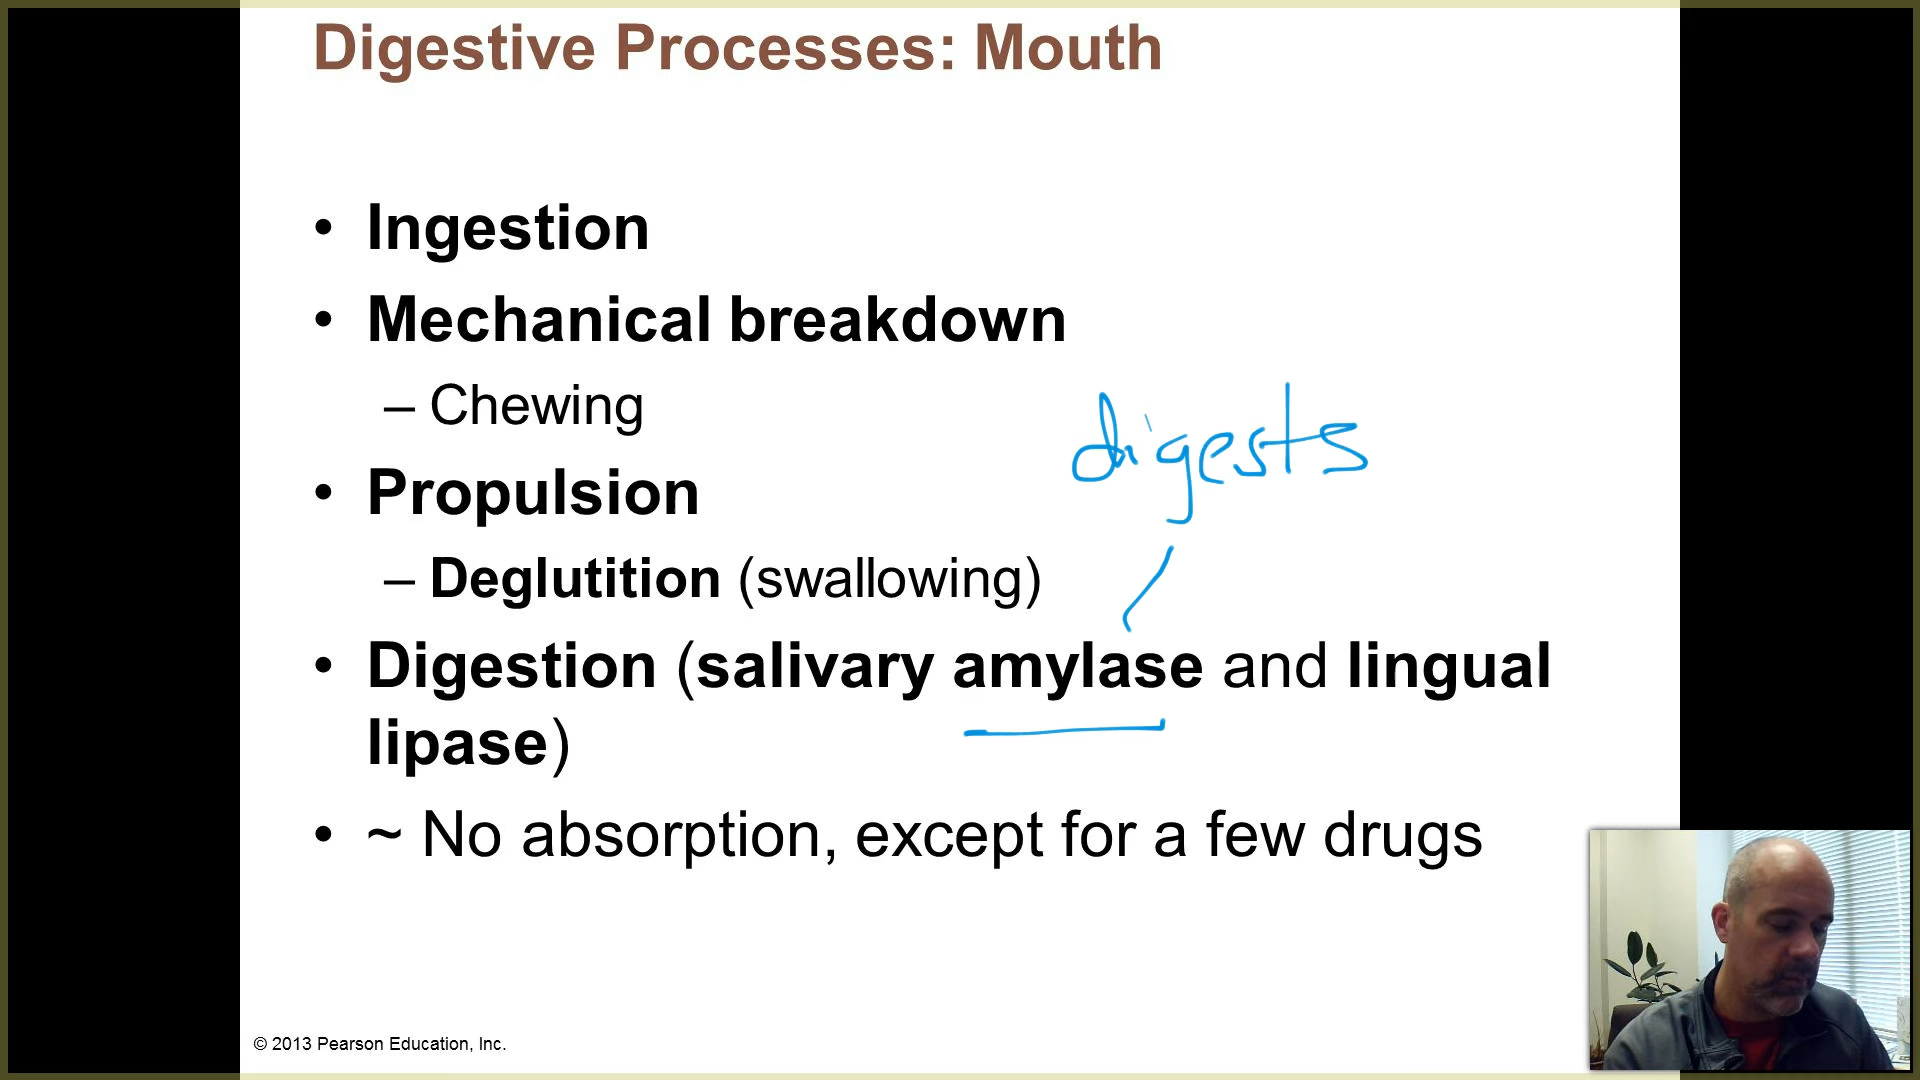 Digestive Processes: Mouth
• Ingestion
• Mechanical breakdown
– Chewing
digests
• Propulsion
– Deglutition (swallowing)
• Digestion (salivary amylase and lingual
lipase)
• ~ No absorption, except for a few drugs
© 2013 Pearson Education, Inc.